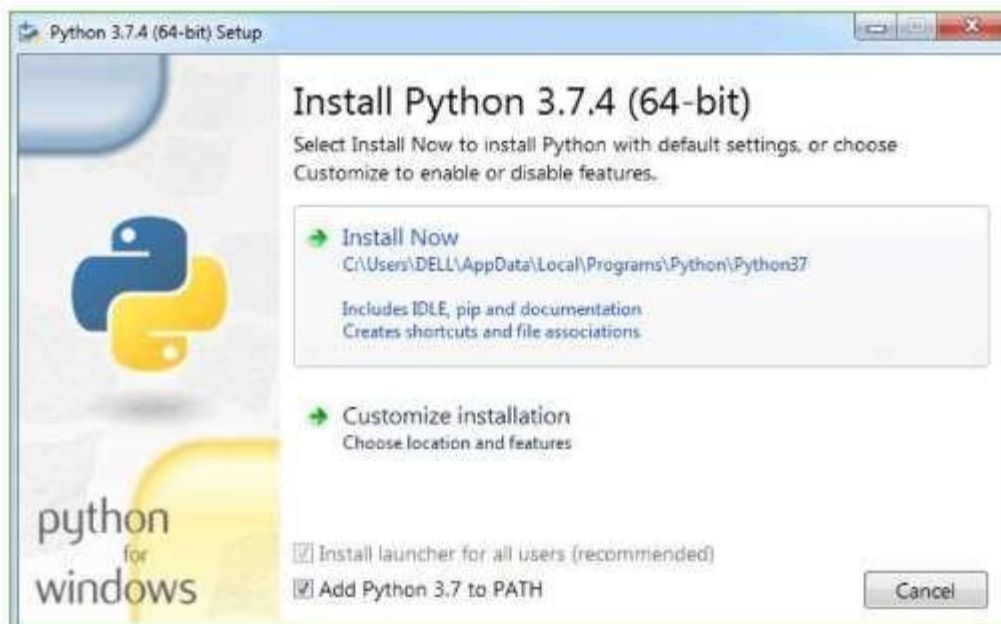 Python 3.7.4 (64-bit) Setup
Install Python 3.7.4 (64-bit)
Select Install Now to install Python with default settings, or choose
Customize to enable or disable features.
Install Now
C:\Users\DELL\AppData\Local\Programs\Python\Python37
Includes IDLE, pip and documentation
Creates shortcuts and file associations
Customize installation
Choose location and features
python
for
windows
Install launcher for all users (recommended)
Add Python 3.7 to PATH
Cancel